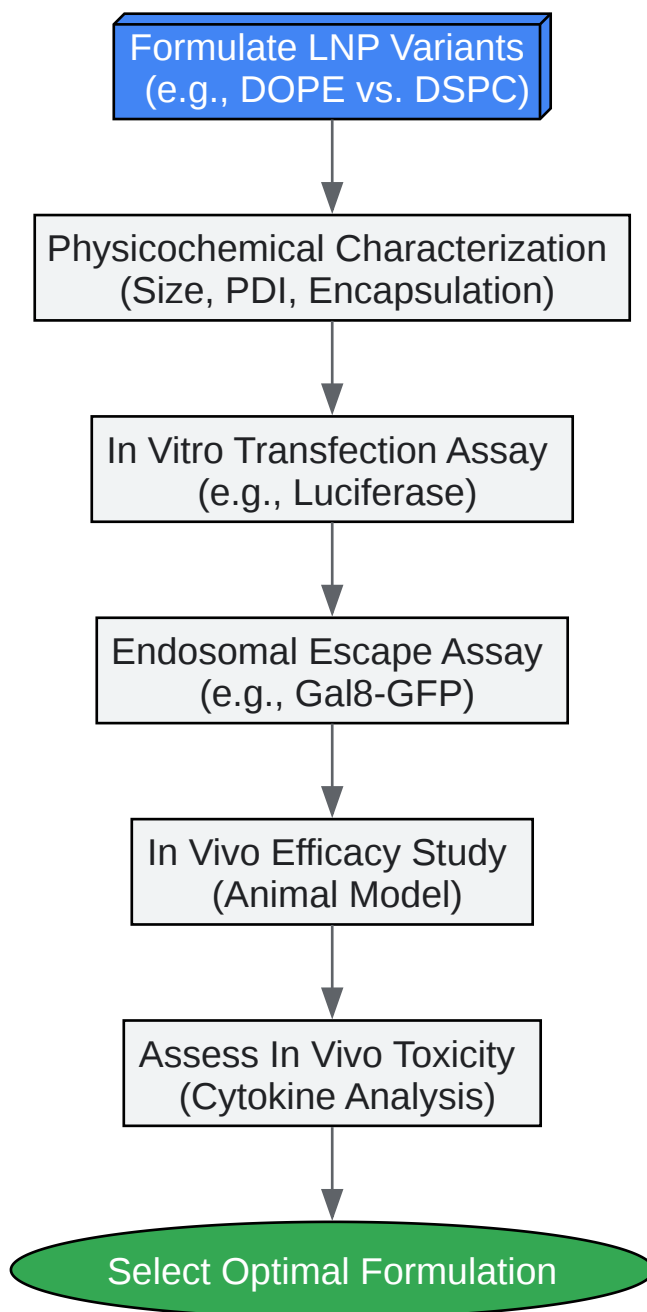 Formulate LNP Variants
(e.g., DOPE vs. DSPC)
Physicochemical Characterization
(Size, PDI, Encapsulation)
In Vitro Transfection Assay
(e.g., Luciferase)
Endosomal Escape Assay
(e.g., Gal8-GFP)
In Vivo Efficacy Study
(Animal Model)
Assess In Vivo Toxicity
(Cytokine Analysis)
Select Optimal Formulation